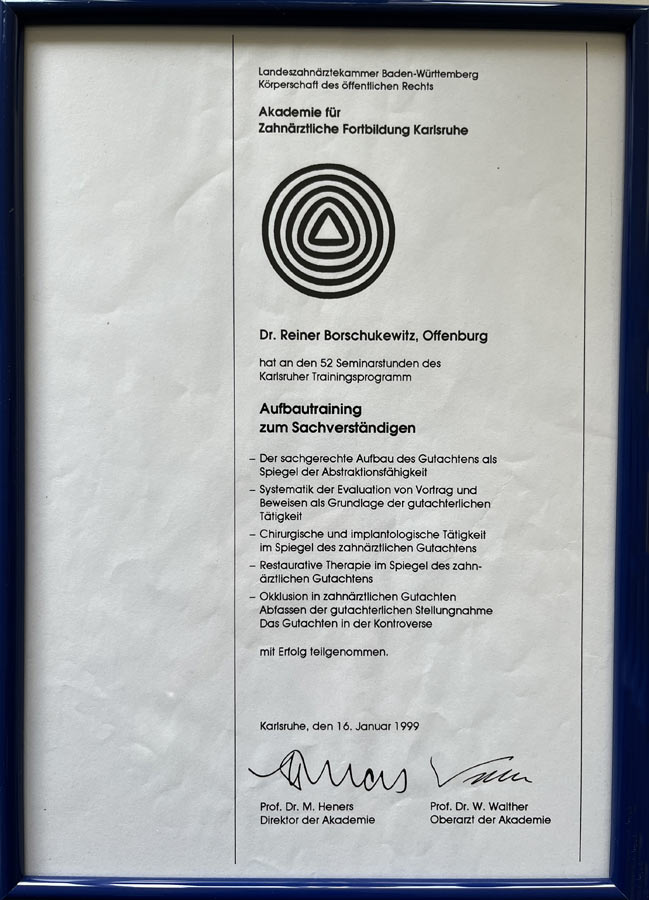 Landeszahnärztekammer Baden-Württemberg
Körperschaft des öffentlichen Rechts
Akademie für
Zahnärztliche Fortbildung Karlsruhe
Dr. Reiner Borschukewitz, Offenburg
hat an den 52 Seminarstunden des
Karlsruher Trainingsprogramm
Aufbautraining
zum Sachverständigen
– Der sachgerechte Aufbau des Gutachtens als
Spiegel der Abstraktionsfähigkeit
– Systematik der Evaluation von Vortrag und
Beweisen als Grundlage der gutachterlichen
Tätigkeit
– Chirurgische und implantologische Tätigkeit
im Spiegel des zahnärztlichen Gutachtens
– Restaurative Therapie im Spiegel des zahn-
ärztlichen Gutachtens
– Okklusion in zahnärztlichen Gutachten
Abfassen der gutachterlichen Stellungnahme
Das Gutachten in der Kontroverse
mit Erfolg teilgenommen.
Karlsruhe, den 16. Januar 1999
Prof. Dr. M. Heners Prof. Dr. W. Walther
Direktor der Akademie Oberarzt der Akademie